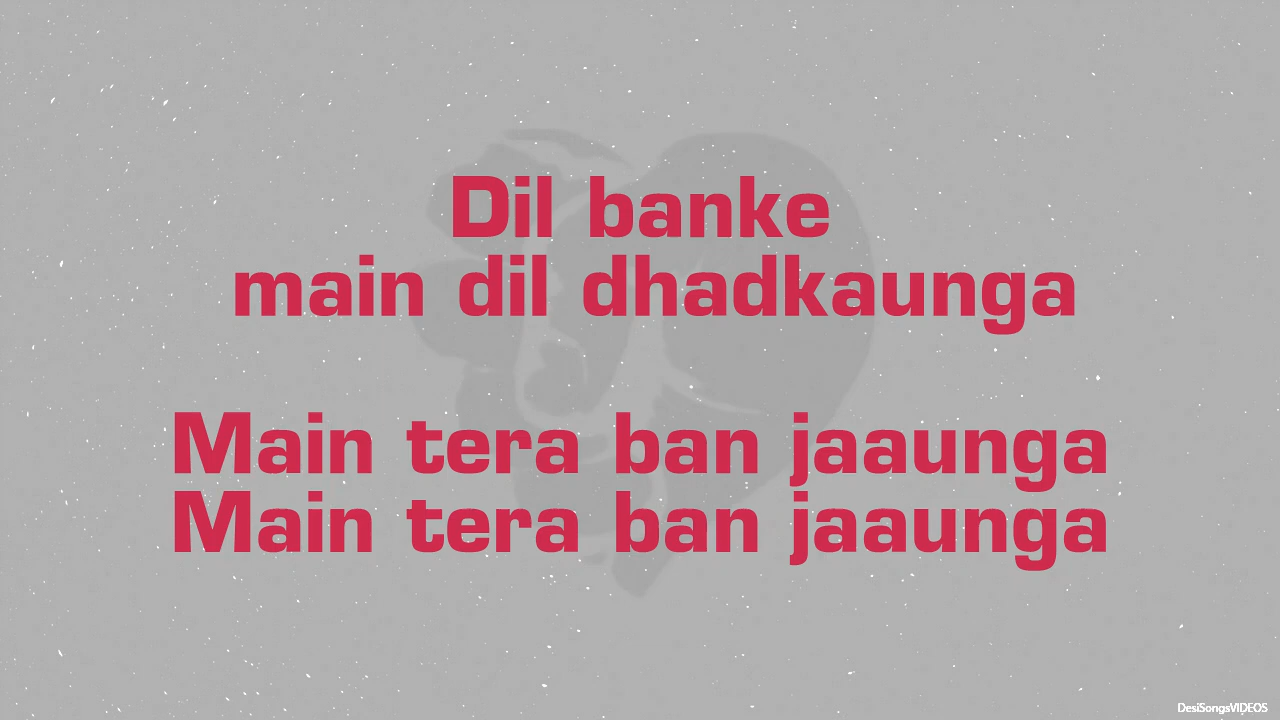 Dil banke
main dil dhadkaunga
Main tera ban jaaunga
Main tera ban jaaunga
DesiSongsVIDEOS